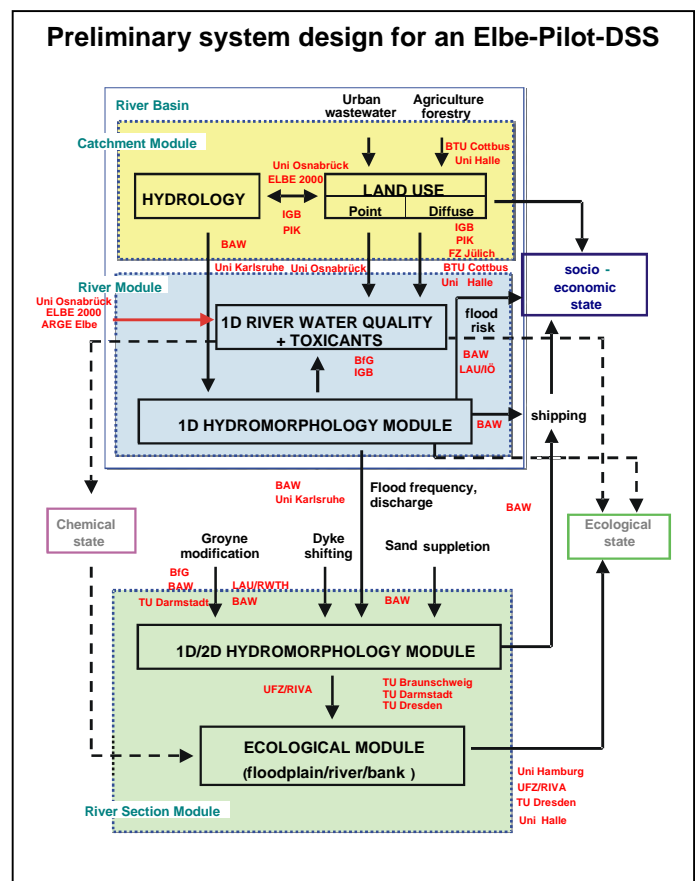 Preliminary system design for an Elbe-Pilot-DSS
River Basin
Urban
wastewater
Agriculture
forestry
Catchment Module
BTU Cottbus
Uni Halle
Uni Osnabrück
ELBE 2000
HYDROLOGY
LAND USE
Point
Diffuse
IGB
PIK
IGB
PIK
FZ Jülich
BAW
Uni Karlsruhe
Uni Osnabrück
BTU Cottbus
Uni Halle
socio -
economic
state
River Module
Uni Osnabrück
ELBE 2000
ARGE Elbe
1D RIVER WATER QUALITY
+ TOXICANTS
flood
risk
BfG
IGB
BAW
LAU/IÖ
1D HYDROMORPHOLOGY MODULE
BAW
shipping
BAW
Uni Karlsruhe
Flood frequency,
discharge
BAW
Chemical
state
Ecological
state
Groyne
modification
Dyke
shifting
Sand suppletion
BfG
BAW
TU Darmstadt
LAU/RWTH
BAW
BAW
1D/2D HYDROMORPHOLOGY MODULE
UFZ/RIVA
TU Braunschweig
TU Darmstadt
TU Dresden
ECOLOGICAL MODULE
(floodplain/river/bank )
Uni Hamburg
UFZ/RIVA
TU Dresden
Uni Halle
River Section Module